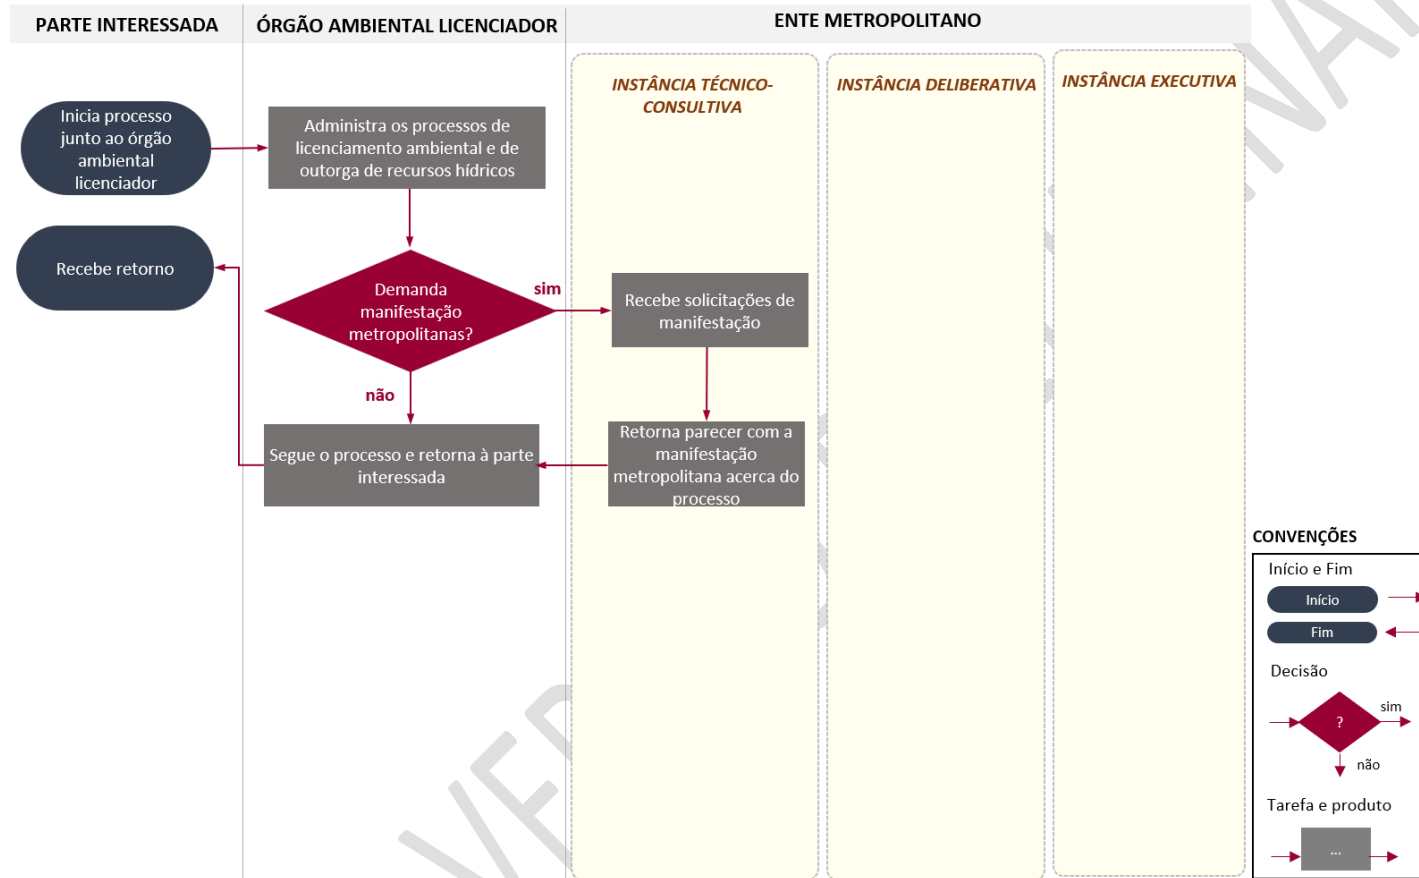 PARTE INTERESSADA
ÓRGÃO AMBIENTAL LICENCIADOR
ENTE METROPOLITANO
INSTÂNCIA TÉCNICO-
CONSULTIVA
INSTÂNCIA DELIBERATIVA
INSTÂNCIA EXECUTIVA
Inicia processo
junto ao órgão
ambiental
licenciador
Administra os processos de
licenciamento ambiental e de
outorga de recursos hídricos
Recebe retorno
Demanda
manifestação
metropolitanas?
sim
Recebe solicitações de
manifestação
não
Segue o processo e retorna à parte
interessada
Retorna parecer com a
manifestação
metropolitana acerca do
processo
CONVENÇÕES
Início e Fim
Início
Fim
Decisão
?
sim
não
Tarefa e produto
...